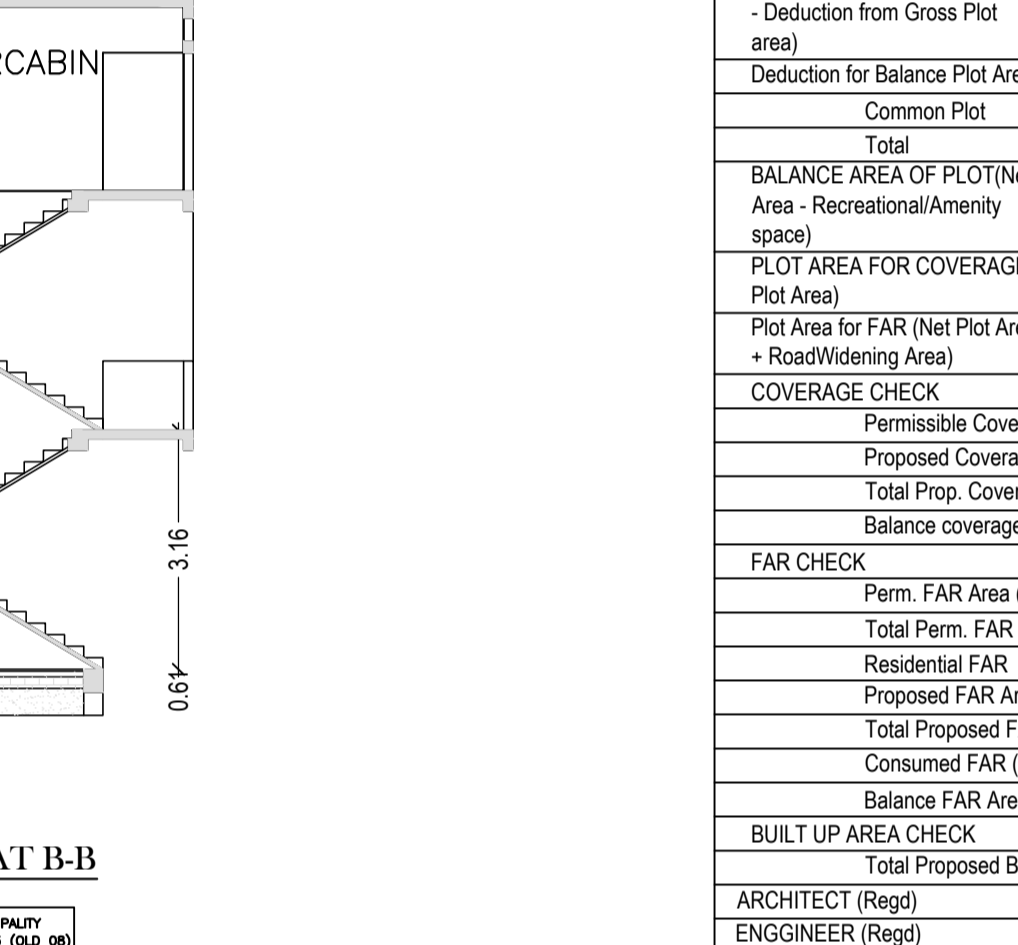 CABIN
3.16
0.61
AT B-B
PALITY
(OLD 08)
- Deduction from Gross Plot
area)
Deduction for Balance Plot Are
Common Plot
Total
BALANCE AREA OF PLOT(Ne
Area - Recreational/Amenity
space)
PLOT AREA FOR COVERAGE
Plot Area)
Plot Area for FAR (Net Plot Are
+ RoadWidening Area)
COVERAGE CHECK
Permissible Cove
Proposed Covera
Total Prop. Cover
Balance coverage
FAR CHECK
Perm. FAR Area (
Total Perm. FAR
Residential FAR
Proposed FAR Ar
Total Proposed F
Consumed FAR (
Balance FAR Are
BUILT UP AREA CHECK
Total Proposed B
ARCHITECT (Regd)
ENGGINEER (Regd)